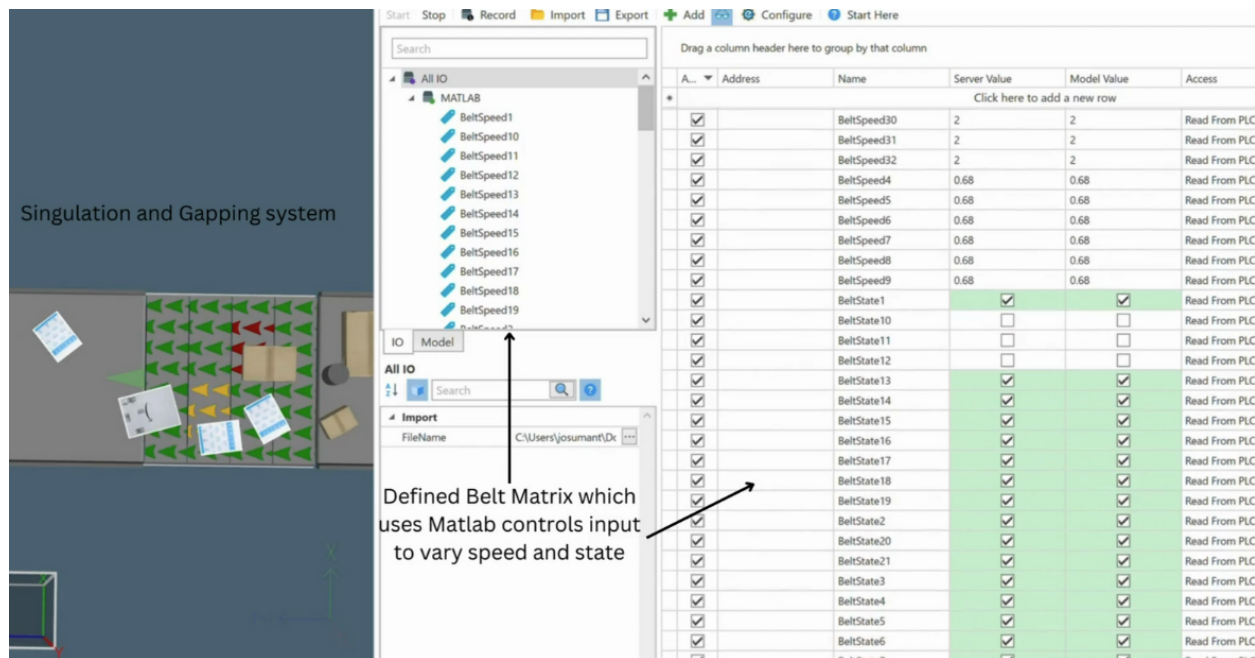 Start Stop Record Import Export Add Configure Start Here
Search
Drag a column header here to group by that column
All IO
MATLAB
BeltSpeed1
BeltSpeed10
BeltSpeed11
BeltSpeed12
BeltSpeed13
BeltSpeed14
BeltSpeed15
BeltSpeed16
BeltSpeed17
BeltSpeed18
BeltSpeed19
IO Model
All IO
Search
Import
FileName C:\Users\josumant\Dc ...
Singulation and Gapping system
Defined Belt Matrix which
uses Matlab controls input
to vary speed and state
A... Address Name Server Value Model Value Access
Click here to add a new row
BeltSpeed30 2 2 Read From PLC
BeltSpeed31 2 2 Read From PLC
BeltSpeed32 2 2 Read From PLC
BeltSpeed4 0.68 0.68 Read From PLC
BeltSpeed5 0.68 0.68 Read From PLC
BeltSpeed6 0.68 0.68 Read From PLC
BeltSpeed7 0.68 0.68 Read From PLC
BeltSpeed8 0.68 0.68 Read From PLC
BeltSpeed9 0.68 0.68 Read From PLC
BeltState1 Read From PLC
BeltState10 Read From PLC
BeltState11 Read From PLC
BeltState12 Read From PLC
BeltState13 Read From PLC
BeltState14 Read From PLC
BeltState15 Read From PLC
BeltState16 Read From PLC
BeltState17 Read From PLC
BeltState18 Read From PLC
BeltState19 Read From PLC
BeltState2 Read From PLC
BeltState20 Read From PLC
BeltState21 Read From PLC
BeltState3 Read From PLC
BeltState4 Read From PLC
BeltState5 Read From PLC
BeltState6 Read From PLC
X
Y